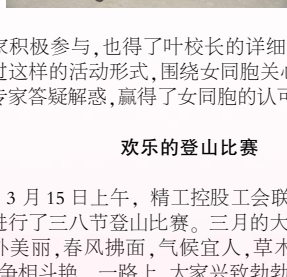 家积极参与,也得了叶校长的详细
过这样的活动形式,围绕女同胞关心
专家答疑解惑,赢得了女同胞的认可
欢乐的登山比赛
3 月 15 日上午，精工控股工会联
进行了三八节登山比赛。三月的大
外美丽,春风拂面,气候宜人,草木
争相斗艳。一路上,大家兴致勃勃